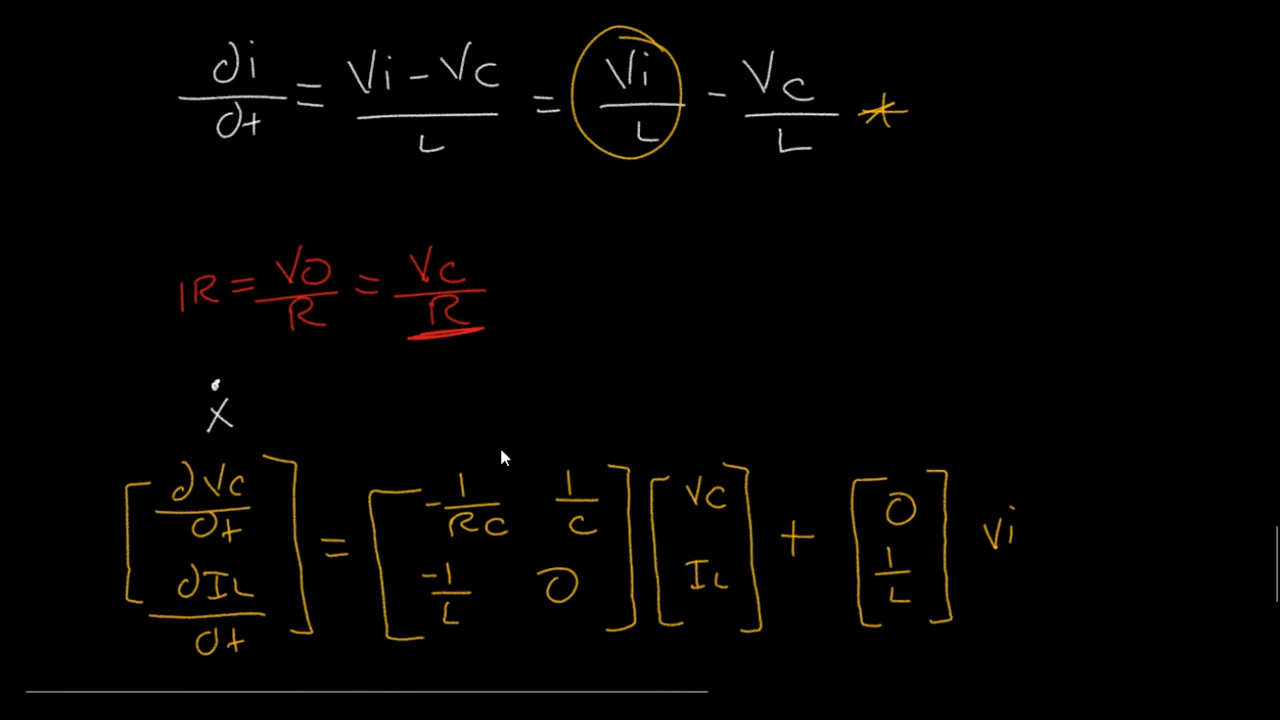 di/dt = (Vi - Vc)/L = Vi/L - Vc/L *
IR = VO/R = Vc/R
ẋ
[dVc/dt; dIL/dt] = [-1/RC 1/C; -1/L 0] [Vc; IL] + [0; 1/L] vi